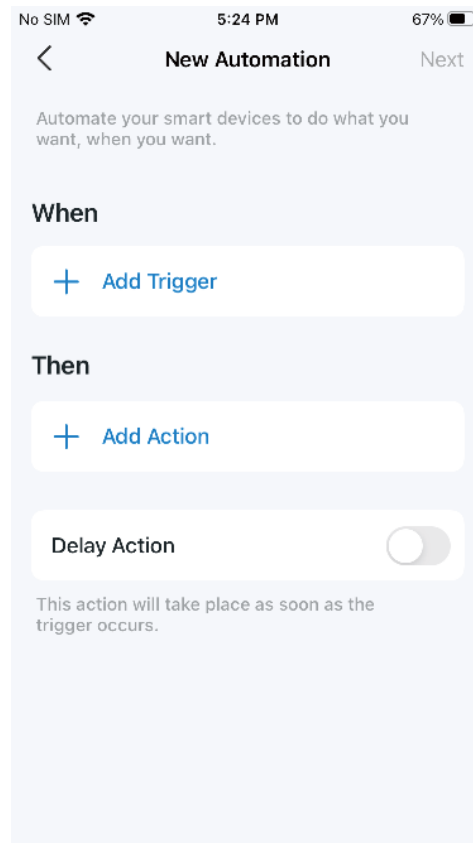 No SIM 5:24 PM 67%
New Automation Next
Automate your smart devices to do what you
want, when you want.
When
Add Trigger
Then
Add Action
Delay Action
This action will take place as soon as the
trigger occurs.